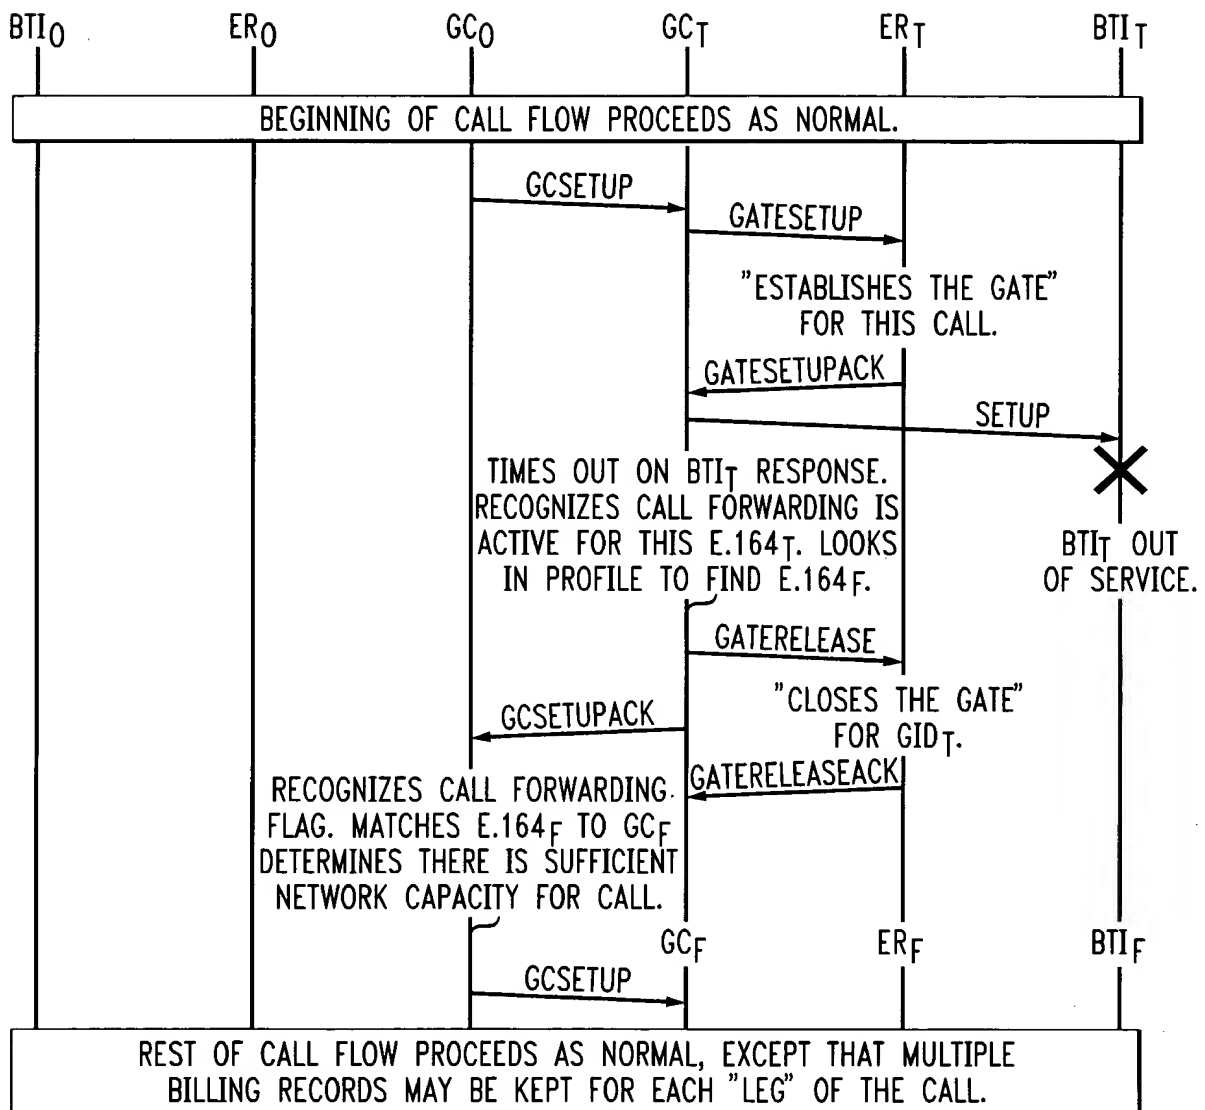 BTIO ERO GCO GCT ERT BTIT
BEGINNING OF CALL FLOW PROCEEDS AS NORMAL.
GCSETUP
GATESETUP
"ESTABLISHES THE GATE"
FOR THIS CALL.
GATESETUPACK
SETUP
TIMES OUT ON BTIT RESPONSE.
RECOGNIZES CALL FORWARDING IS
ACTIVE FOR THIS E.164T. LOOKS
IN PROFILE TO FIND E.164F.
BTIT OUT
OF SERVICE.
GATERELEASE
"CLOSES THE GATE"
FOR GIDT.
GCSETUPACK
GATERELEASEACK
RECOGNIZES CALL FORWARDING
FLAG. MATCHES E.164F TO GCF
DETERMINES THERE IS SUFFICIENT
NETWORK CAPACITY FOR CALL.
GCF ERF BTIF
GCSETUP
REST OF CALL FLOW PROCEEDS AS NORMAL, EXCEPT THAT MULTIPLE
BILLING RECORDS MAY BE KEPT FOR EACH "LEG" OF THE CALL.